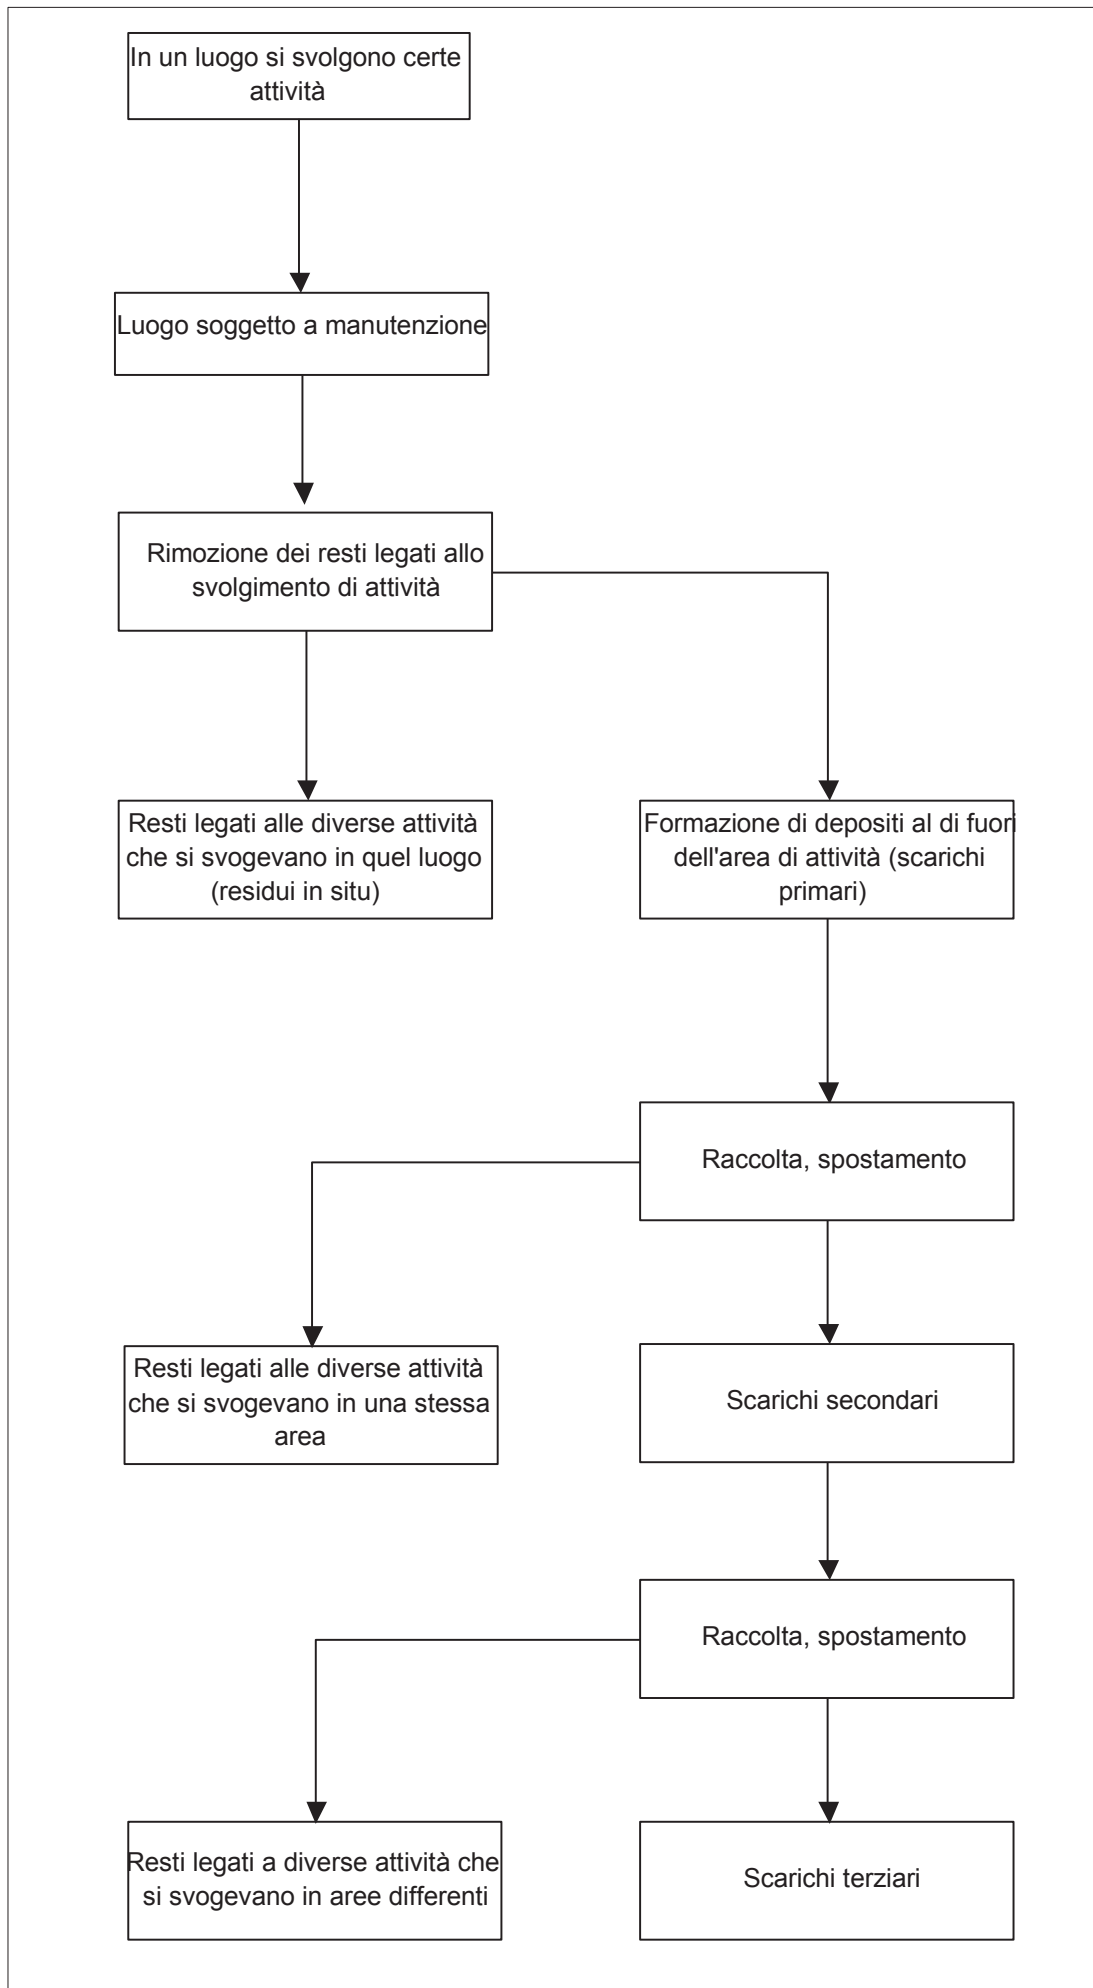 In un luogo si svolgono certe
attività
Luogo soggetto a manutenzione
Rimozione dei resti legati allo
svolgimento di attività
Resti legati alle diverse attività
che si svogevano in quel luogo
(residui in situ)
Formazione di depositi al di fuori
dell'area di attività (scarichi
primari)
Raccolta, spostamento
Resti legati alle diverse attività
che si svogevano in una stessa
area
Scarichi secondari
Raccolta, spostamento
Resti legati a diverse attività che
si svogevano in aree differenti
Scarichi terziari